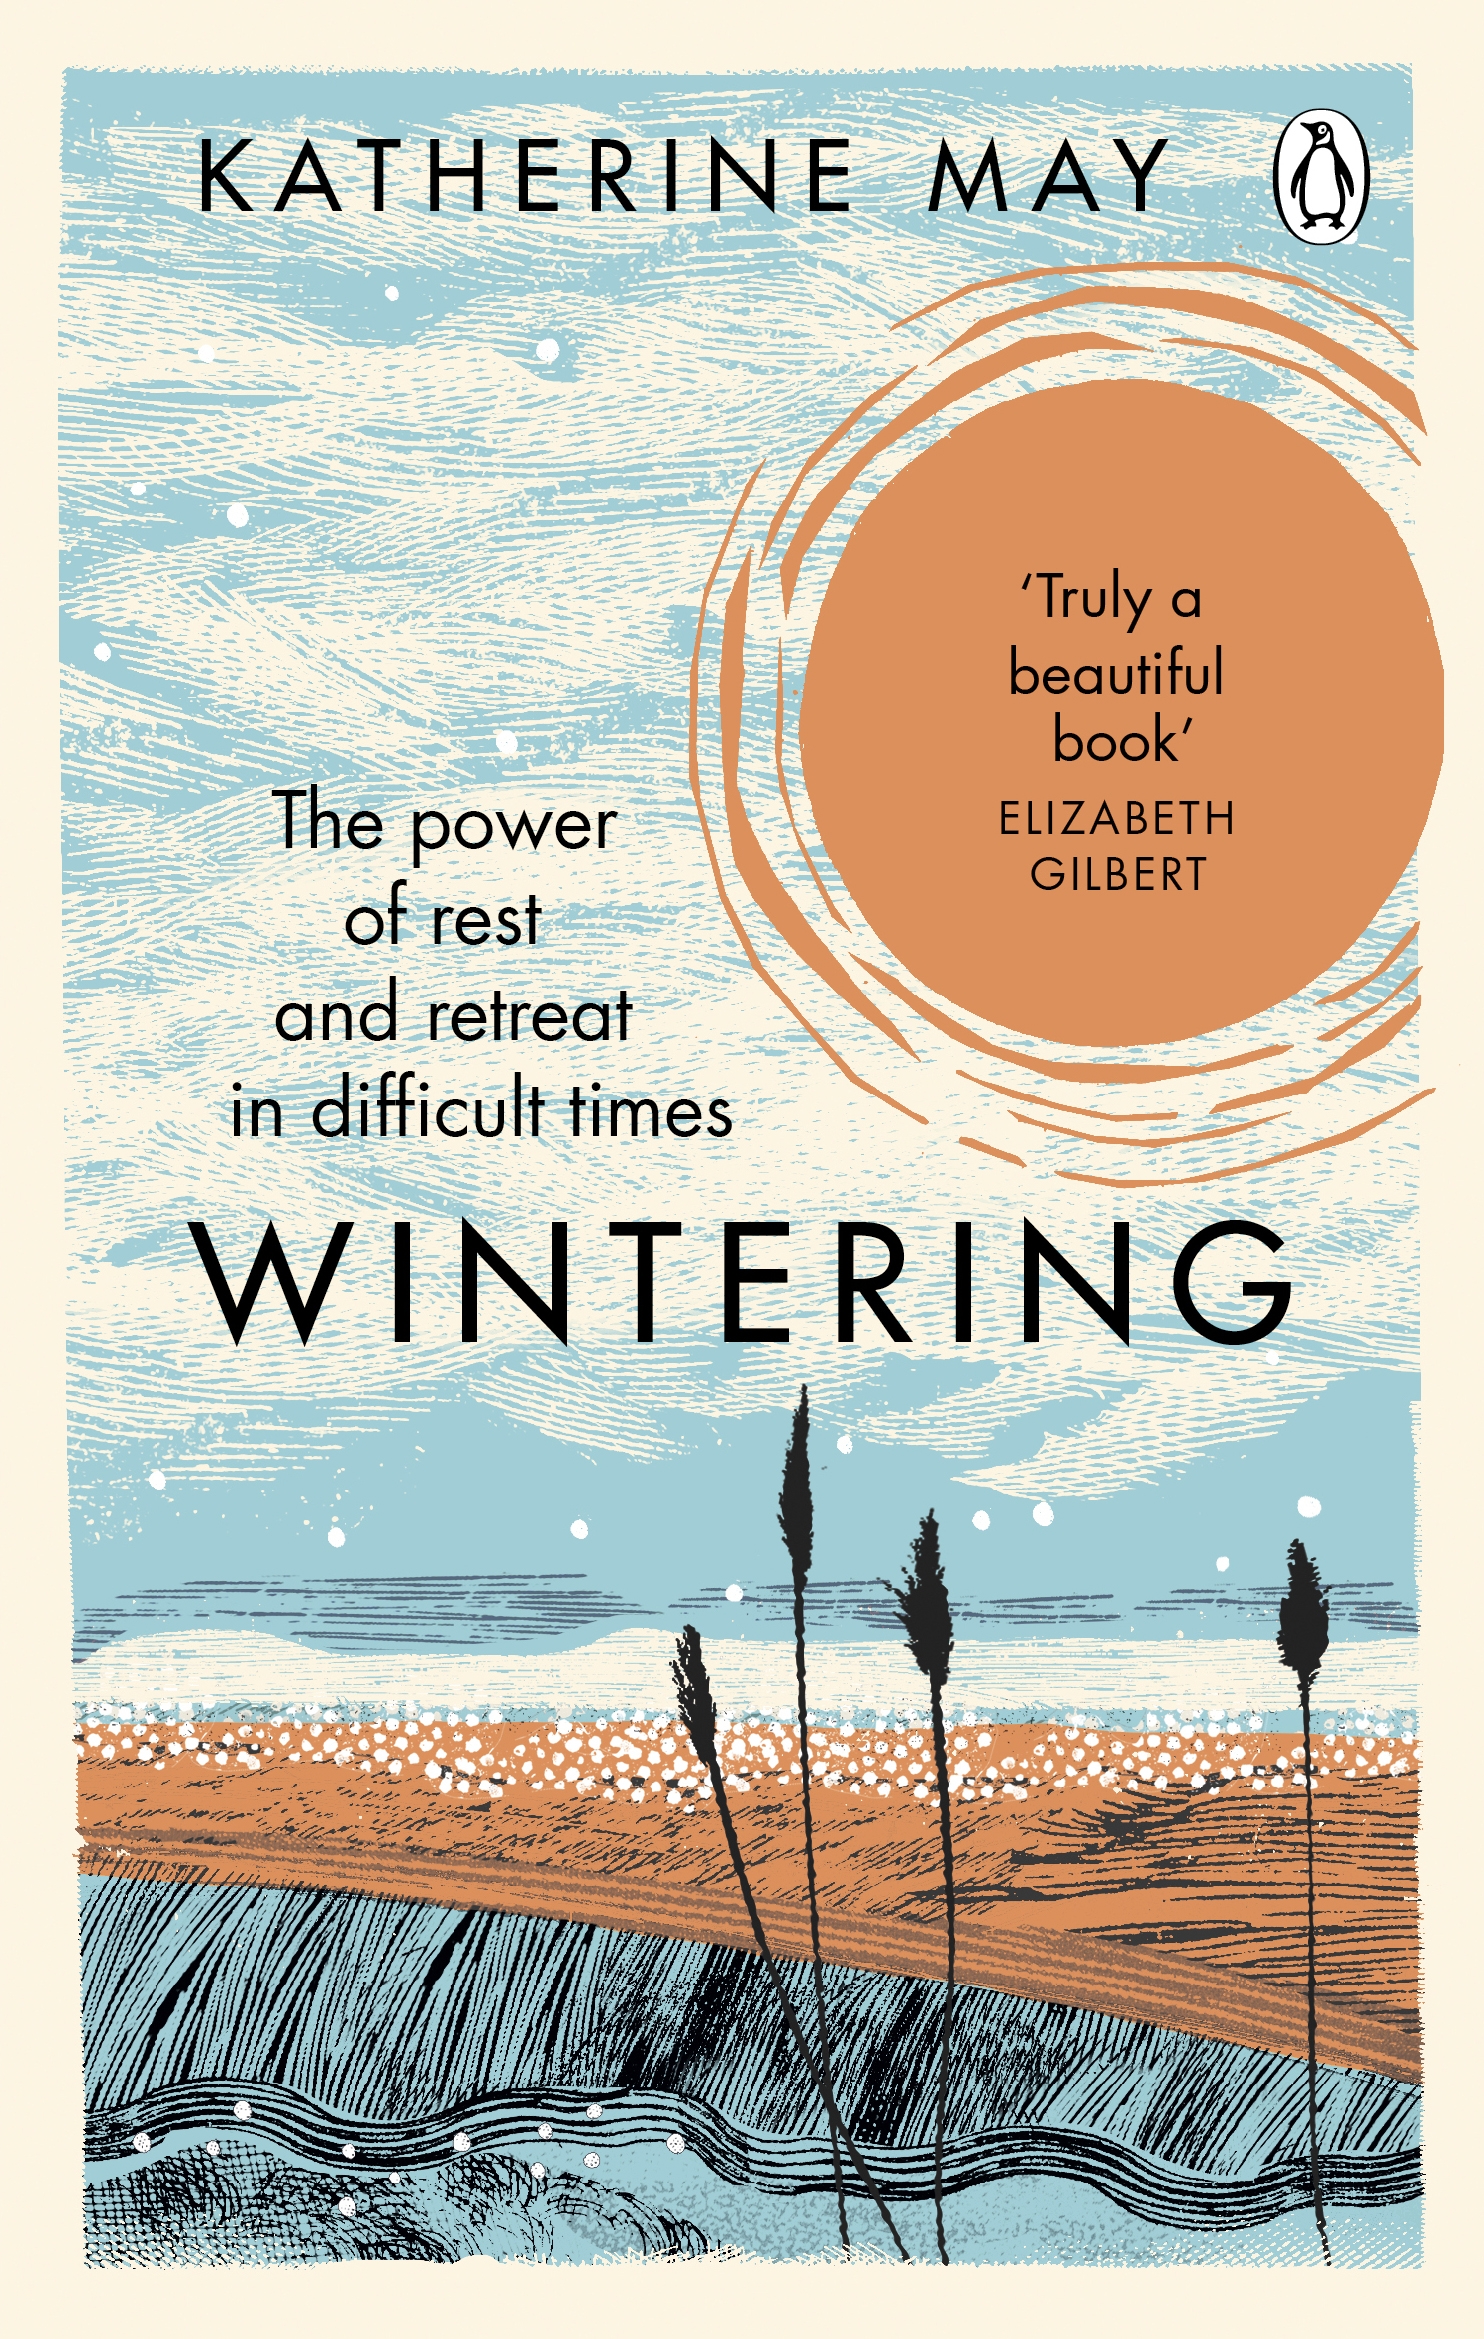 KATHERINE MAY
‘Truly a
beautiful
book’
ELIZABETH
GILBERT
The power
of rest
and retreat
in difficult times
WINTERING